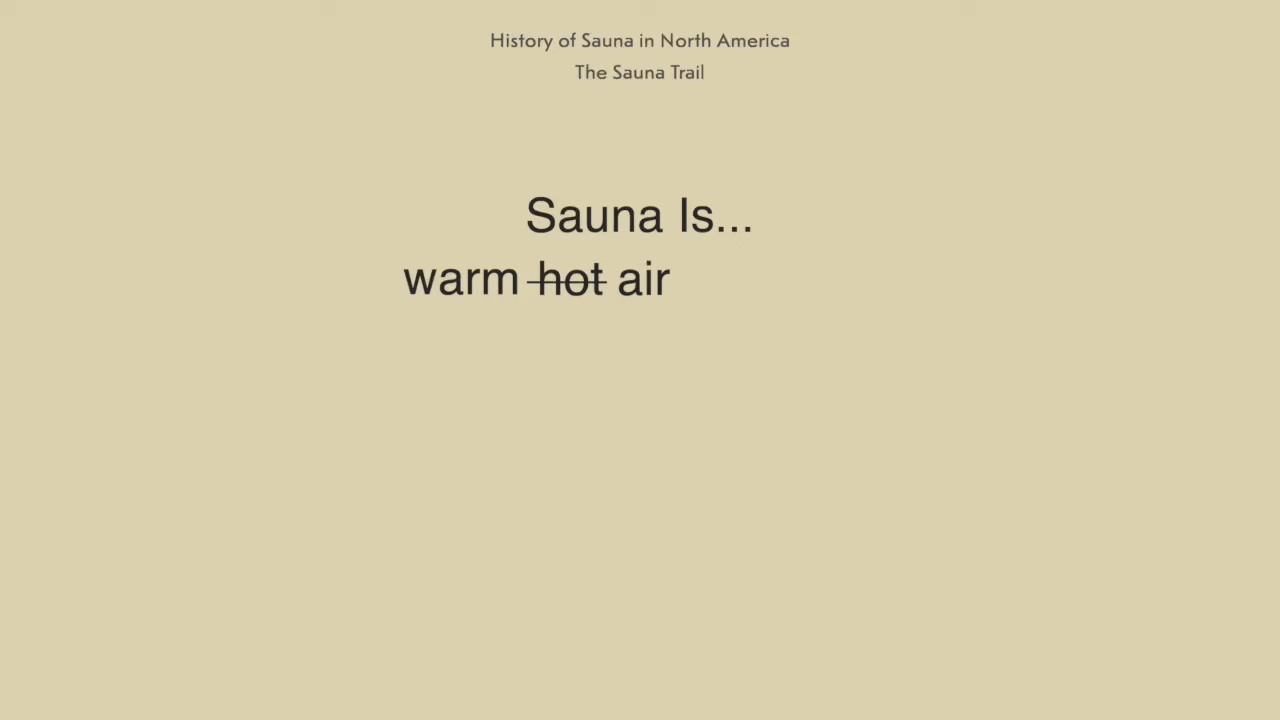 History of Sauna in North America
The Sauna Trail
Sauna Is...
warm hot air